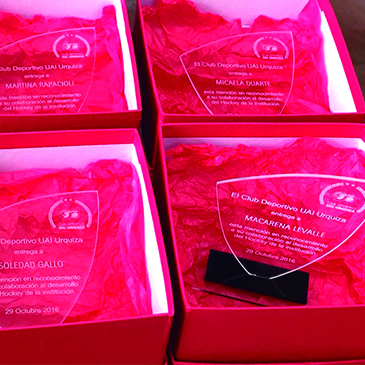 El Club Deportivo UAI Urquiza
entrega a
MARTINA RAPACIOLI
esta mención en reconocimiento
a su colaboración al desarrollo
del Hockey de la institución
El Club Deportivo UAI Urquiza
entrega a
MICAELA DUARTE
esta mención en reconocimiento
a su colaboración al desarrollo
del Hockey de la institución
Deportivo UAI Urquiza
entrega a
SOLEDAD GALLO
mención en reconocimiento
colaboración al desarrollo
Hockey de la institución
29 Octubre 2016
El Club Deportivo UAI Urquiza
entrega a
MACARENA LEVALLE
esta mención en reconocimiento
a su colaboración al desarrollo
del Hockey de la institución
29 Octubre 2016